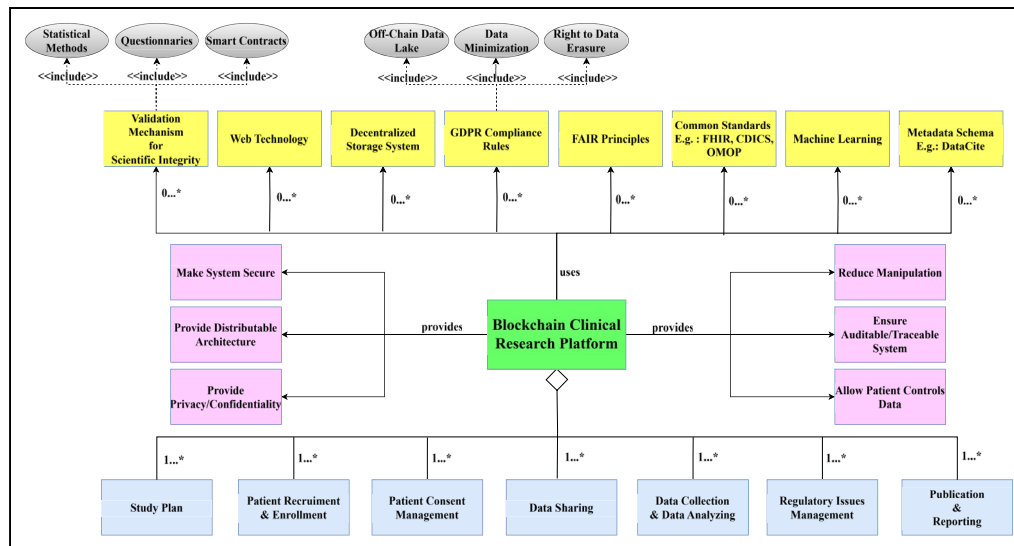 Statistical
Methods
Questionnaries
Smart Contracts
Off-Chain Data
Lake
Data
Minimization
Right to Data
Erasure
<<include>>
<<include>>
<<include>>
<<include>>
<<include>>
<<include>>
Validation
Mechanism
for
Scientific Integrity
Web Technology
Decentralized
Storage System
GDPR Compliance
Rules
FAIR Principles
Common Standards
E.g. : FHIR, CDICS,
OMOP
Machine Learning
Metadata Schema
E.g.: DataCite
0...*
0...*
0...*
0...*
0...*
0...*
0...*
0...*
Make System Secure
uses
Reduce Manipulation
Provide Distributable
Architecture
provides
Blockchain Clinical
Research Platform
provides
Ensure
Auditable/Traceable
System
Provide
Privacy/Confidentiality
Allow Patient Controls
Data
1...*
1...*
1...*
1...*
1...*
1...*
1...*
Study Plan
Patient Recruiment
& Enrollment
Patient Consent
Management
Data Sharing
Data Collection
& Data Analyzing
Regulatory Issues
Management
Publication
&
Reporting